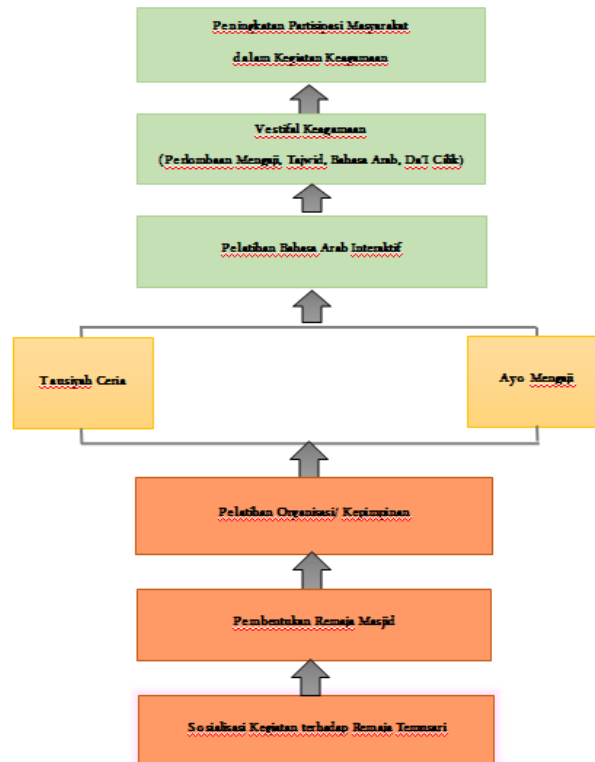 Peningkatan Partisipasi Masyarakat
dalam Kegiatan Keagamaan
Vestifal Keagamaan
(Perlombaan Mengaji, Tajwid, Bahasa Arab, Da'I Cilik)
Pelatihan Bahasa Arab Interaktif
Tausiyah Ceria
Ayo Mengaji
Pelatihan Organisasi/ Kepimpinan
Pembentukan Remaja Masjid
Sosialisasi Kegiatan terhadap Remaja Temusari